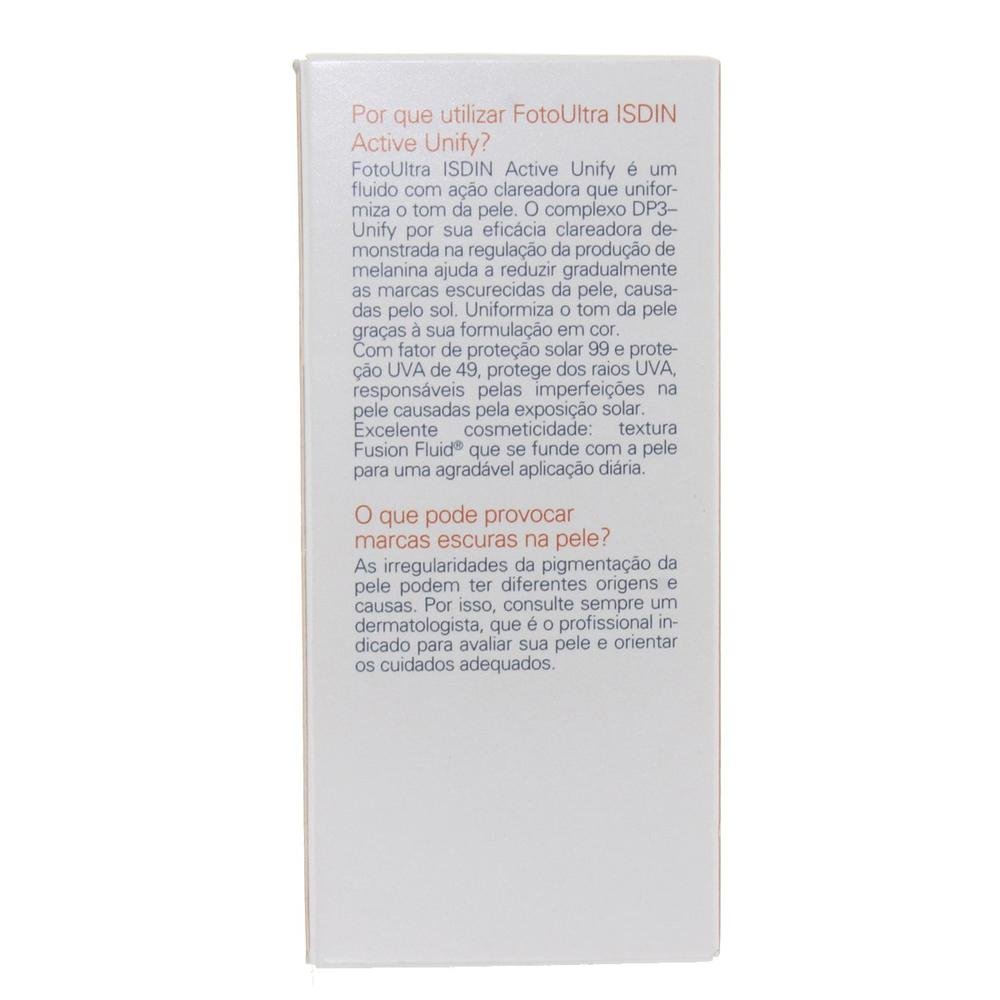 Por que utilizar FotoUltra ISDIN
Active Unify?
FotoUltra ISDIN Active Unify é um
fluido com ação clareadora que unifor-
miza o tom da pele. O complexo DP3–
Unify por sua eficácia clareadora de-
monstrada na regulação da produção de
melanina ajuda a reduzir gradualmente
as marcas escurecidas da pele, causa-
das pelo sol. Uniformiza o tom da pele
graças à sua formulação em cor.
Com fator de proteção solar 99 e prote-
ção UVA de 49, protege dos raios UVA,
responsáveis pelas imperfeições na
pele causadas pela exposição solar.
Excelente cosmeticidade: textura
Fusion Fluid® que se funde com a pele
para uma agradável aplicação diária.
O que pode provocar
marcas escuras na pele?
As irregularidades da pigmentação da
pele podem ter diferentes origens e
causas. Por isso, consulte sempre um
dermatologista, que é o profissional in-
dicado para avaliar sua pele e orientar
os cuidados adequados.